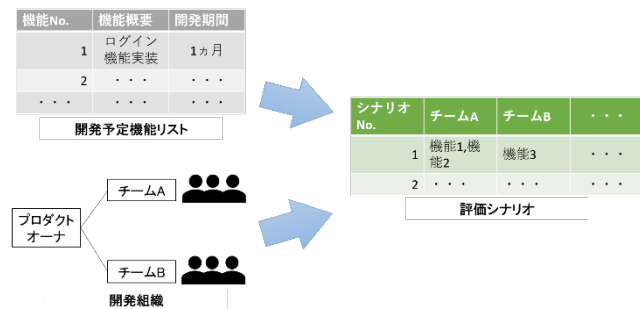 機能No. 機能概要 開発期間
1 ログイン 1ヵ月
機能実装
2 ・・・ ・・・
・・・ ・・・ ・・・
開発予定機能リスト
プロダクト
オーナ
チームA
チームB
開発組織
シナリオ チームA チームB ・・・
No.
1 機能1,機 機能3 ・・・
能2
2 ・・・ ・・・ ・・・
評価シナリオ